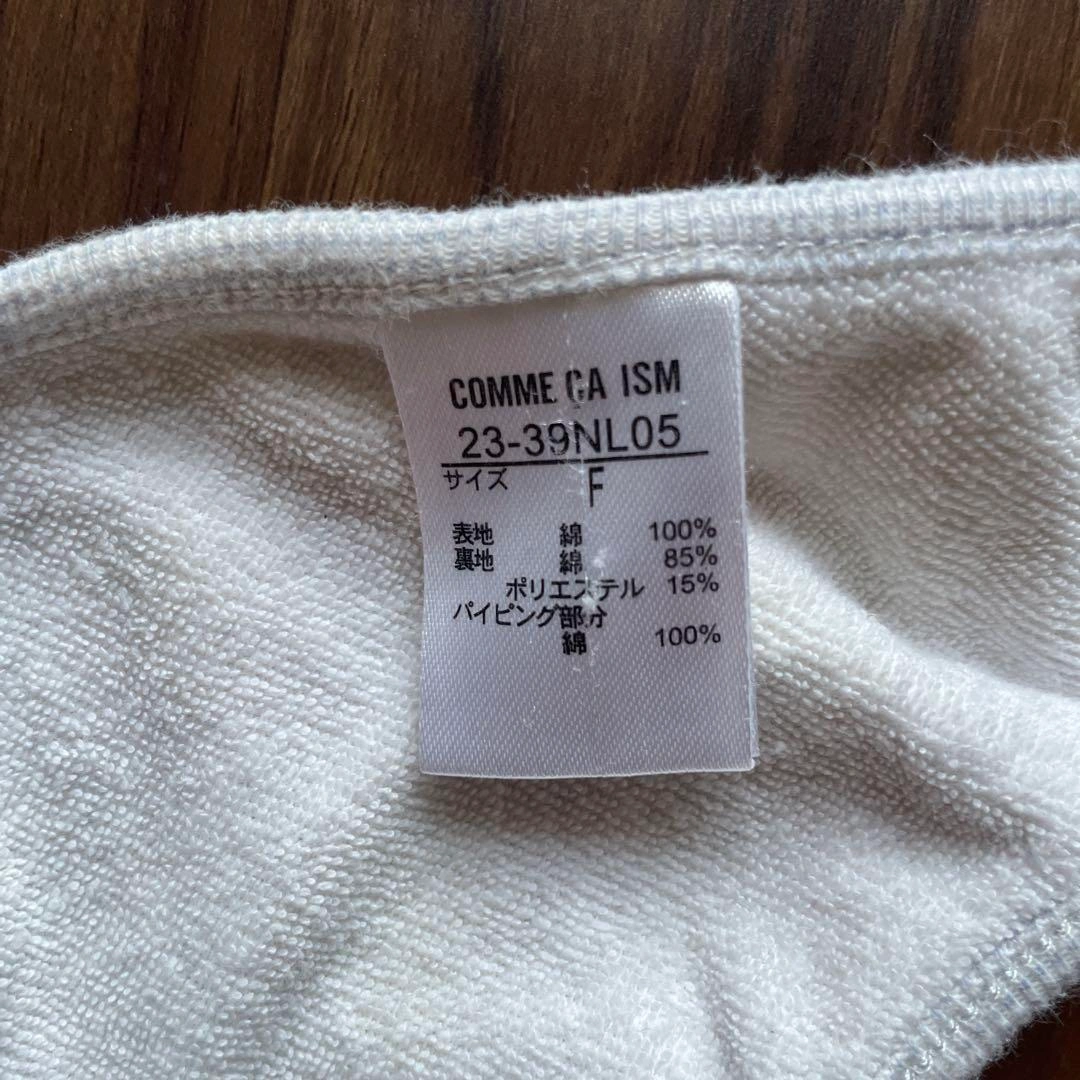 COMME ÇA ISM
23-39NL05
サイズ F
表地 綿 100%
裏地 綿 85%
ポリエステル 15%
パイピング部分
綿 100%